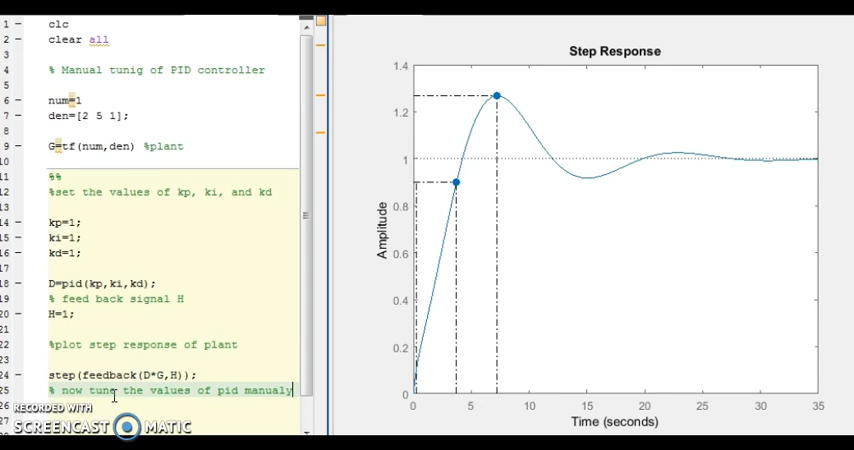 1 - clc
2 - clear all
3
4 % Manual tunig of PID controller
5
6 - num=1
7 - den=[2 5 1];
8
9 - G=tf(num,den) %plant
10
11 %%
12 %set the values of kp, ki, and kd
13
14 - kp=1;
15 - ki=1;
16 - kd=1;
17
18 - D=pid(kp,ki,kd);
19 % feed back signal H
20 - H=1;
21
22 %plot step response of plant
23
24 - step(feedback(D*G,H));
25 % now tune the values of pid manualy
26
RECORDED WITH
SCREENCAST MATIC
Step Response
1.4
1.2
1
0.8
0.6
0.4
0.2
0
Amplitude
0 5 10 15 20 25 30 35
Time (seconds)